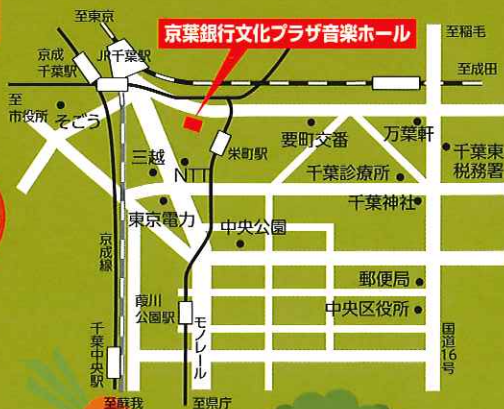 至東京
至稲毛
京葉銀行文化プラザ音楽ホール
京成
千葉駅
JR千葉駅
至成田
至
市役所
そごう
要町交番
万葉軒
栄町駅
三越
NTT
千葉診療所
千葉東
税務署
千葉神社
東京電力
中央公園
京成線
郵便局
葭川
公園駅
モノレール
中央区役所
国道16号
千葉中央駅
至蘇我
至県庁